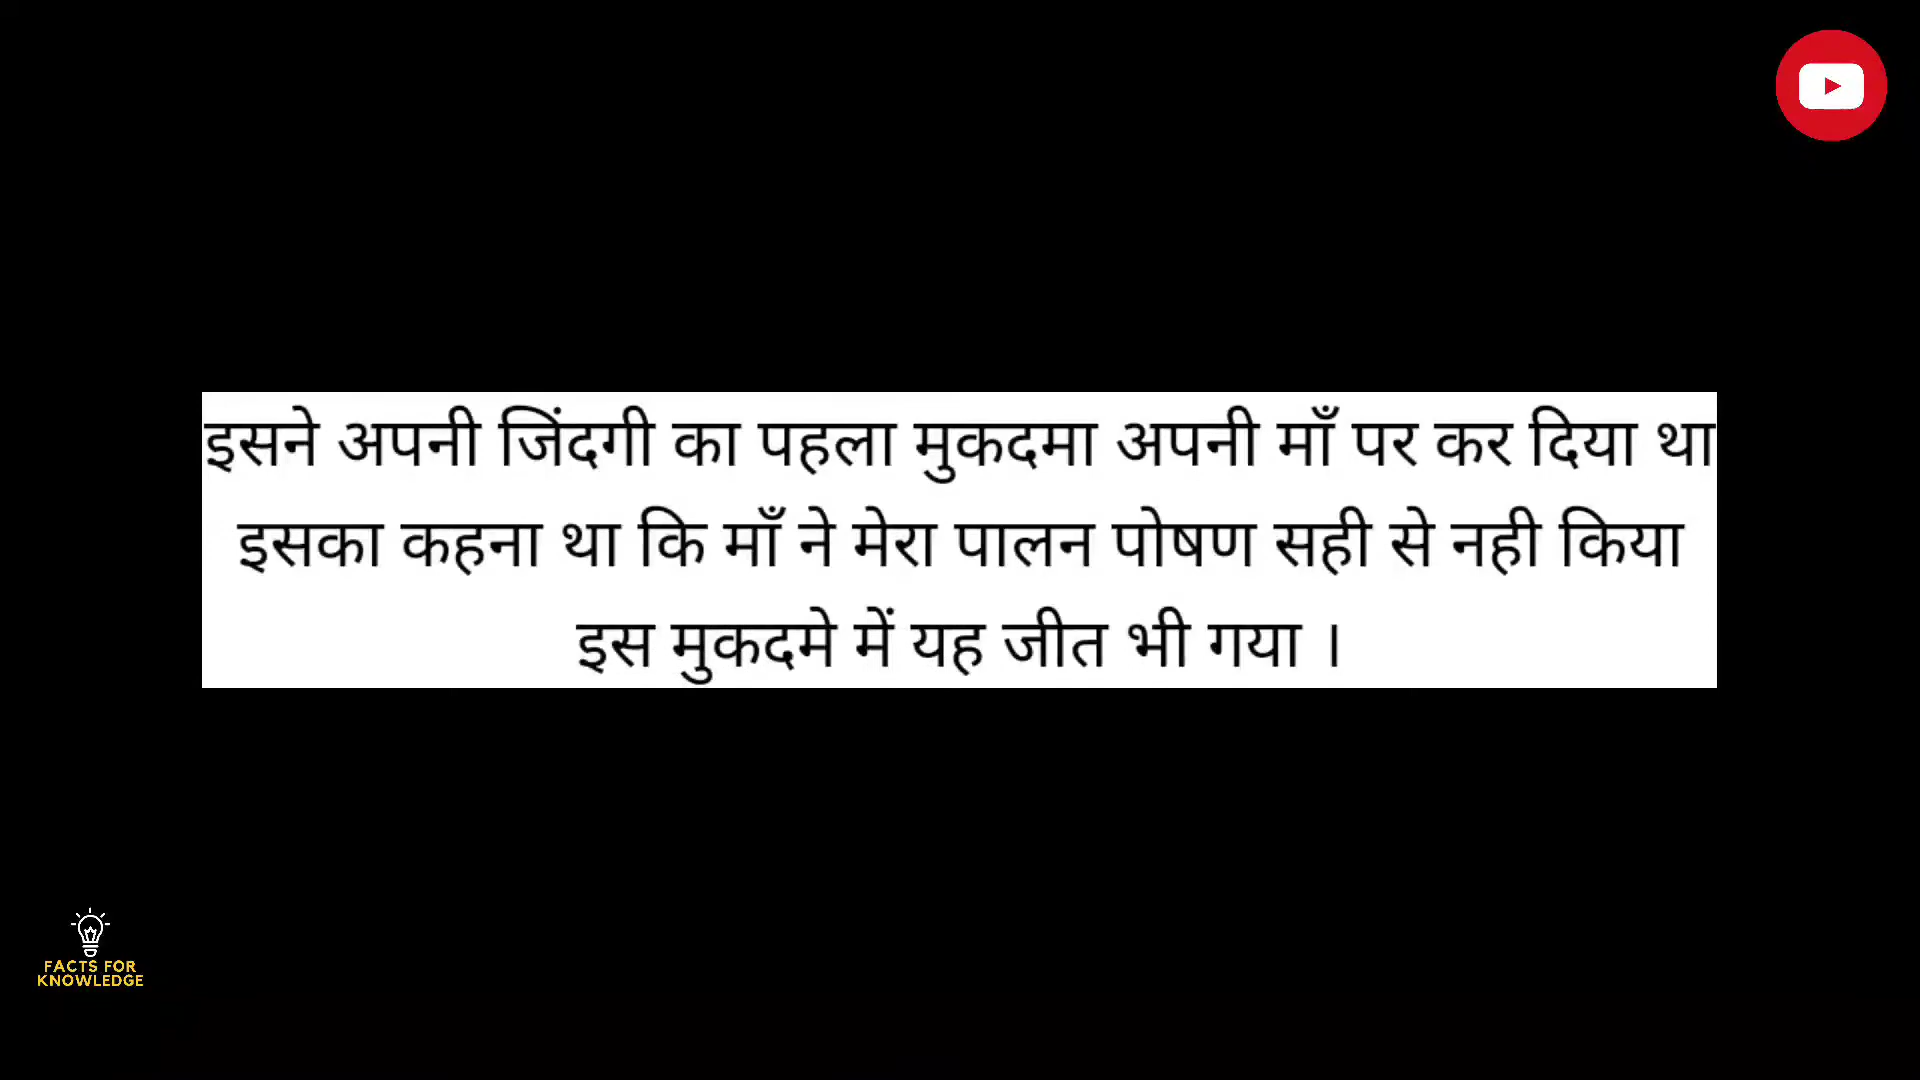 इसने अपनी जिंदगी का पहला मुकदमा अपनी माँ पर कर दिया था
इसका कहना था कि माँ ने मेरा पालन पोषण सही से नही किया
इस मुकदमे में यह जीत भी गया ।
FACTS FOR
KNOWLEDGE